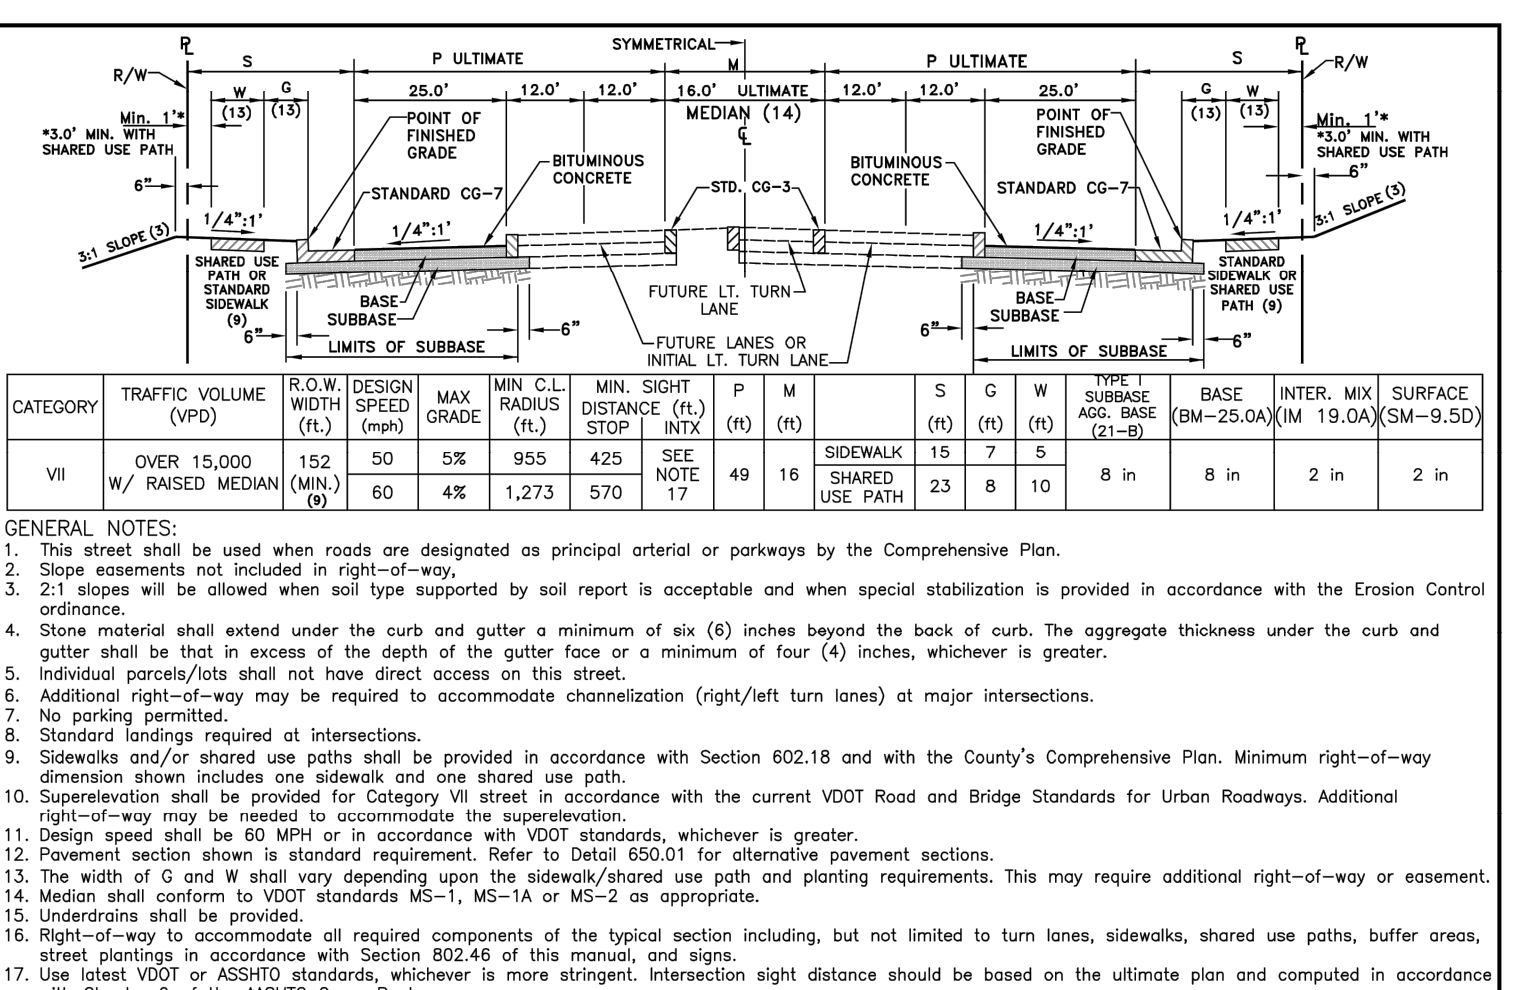 SYMMETRICAL
℄ P
R/W
S
P ULTIMATE
M
P ULTIMATE
S
R/W
W
(13)
G
(13)
25.0'
12.0'
12.0'
16.0' ULTIMATE
MEDIAN (14)
12.0'
12.0'
25.0'
G
(13)
W
(13)
Min. 1'*
*3.0' MIN. WITH
SHARED USE PATH
6"
POINT OF
FINISHED
GRADE
BITUMINOUS
CONCRETE
STANDARD CG-7
STD. CG-3
BITUMINOUS
CONCRETE
POINT OF
FINISHED
GRADE
STANDARD CG-7
Min. 1'*
*3.0' MIN. WITH
SHARED USE PATH
6"
3:1 SLOPE (3)
1/4":1'
1/4":1'
1/4":1'
1/4":1'
3:1 SLOPE (3)
SHARED USE
PATH OR
STANDARD
SIDEWALK
(9)
BASE
SUBBASE
FUTURE LT. TURN
LANE
BASE
SUBBASE
STANDARD
SIDEWALK OR
SHARED USE
PATH (9)
6"
6"
6"
6"
LIMITS OF SUBBASE
FUTURE LANES OR
INITIAL LT. TURN LANE
LIMITS OF SUBBASE
CATEGORY
TRAFFIC VOLUME
(VPD)
R.O.W.
WIDTH
(ft.)
DESIGN
SPEED
(mph)
MAX
GRADE
MIN C.L.
RADIUS
(ft.)
MIN. SIGHT
DISTANCE (ft.)
STOP INTX
P
(ft)
M
(ft)
S
(ft)
G
(ft)
W
(ft)
TYPE I
SUBBASE
AGG. BASE
(21-B)
BASE
(BM-25.0A)
INTER. MIX
(IM 19.0A)
SURFACE
(SM-9.5D)
VII
OVER 15,000
W/ RAISED MEDIAN
152
(MIN.)
(9)
50 5% 955 425
60 4% 1,273 570
SEE
NOTE
17
49
16
SIDEWALK 15 7 5
SHARED
USE PATH
23 8 10
8 in
8 in
2 in
2 in
GENERAL NOTES:
1. This street shall be used when roads are designated as principal arterial or parkways by the Comprehensive Plan.
2. Slope easements not included in right-of-way,
3. 2:1 slopes will be allowed when soil type supported by soil report is acceptable and when special stabilization is provided in accordance with the Erosion Control
ordinance.
4. Stone material shall extend under the curb and gutter a minimum of six (6) inches beyond the back of curb. The aggregate thickness under the curb and
gutter shall be that in excess of the depth of the gutter face or a minimum of four (4) inches, whichever is greater.
5. Individual parcels/lots shall not have direct access on this street.
6. Additional right-of-way may be required to accommodate channelization (right/left turn lanes) at major intersections.
7. No parking permitted.
8. Standard landings required at intersections.
9. Sidewalks and/or shared use paths shall be provided in accordance with Section 602.18 and with the County's Comprehensive Plan. Minimum right-of-way
dimension shown includes one sidewalk and one shared use path.
10. Superelevation shall be provided for Category VII street in accordance with the current VDOT Road and Bridge Standards for Urban Roadways. Additional
right-of-way may be needed to accommodate the superelevation.
11. Design speed shall be 60 MPH or in accordance with VDOT standards, whichever is greater.
12. Pavement section shown is standard requirement. Refer to Detail 650.01 for alternative pavement sections.
13. The width of G and W shall vary depending upon the sidewalk/shared use path and planting requirements. This may require additional right-of-way or easement.
14. Median shall conform to VDOT standards MS-1, MS-1A or MS-2 as appropriate.
15. Underdrains shall be provided.
16. RIght-of-way to accommodate all required components of the typical section including, but not limited to turn lanes, sidewalks, shared use paths, buffer areas,
street plantings in accordance with Section 802.46 of this manual, and signs.
17. Use latest VDOT or ASSHTO standards, whichever is more stringent. Intersection sight distance should be based on the ultimate plan and computed in accordance